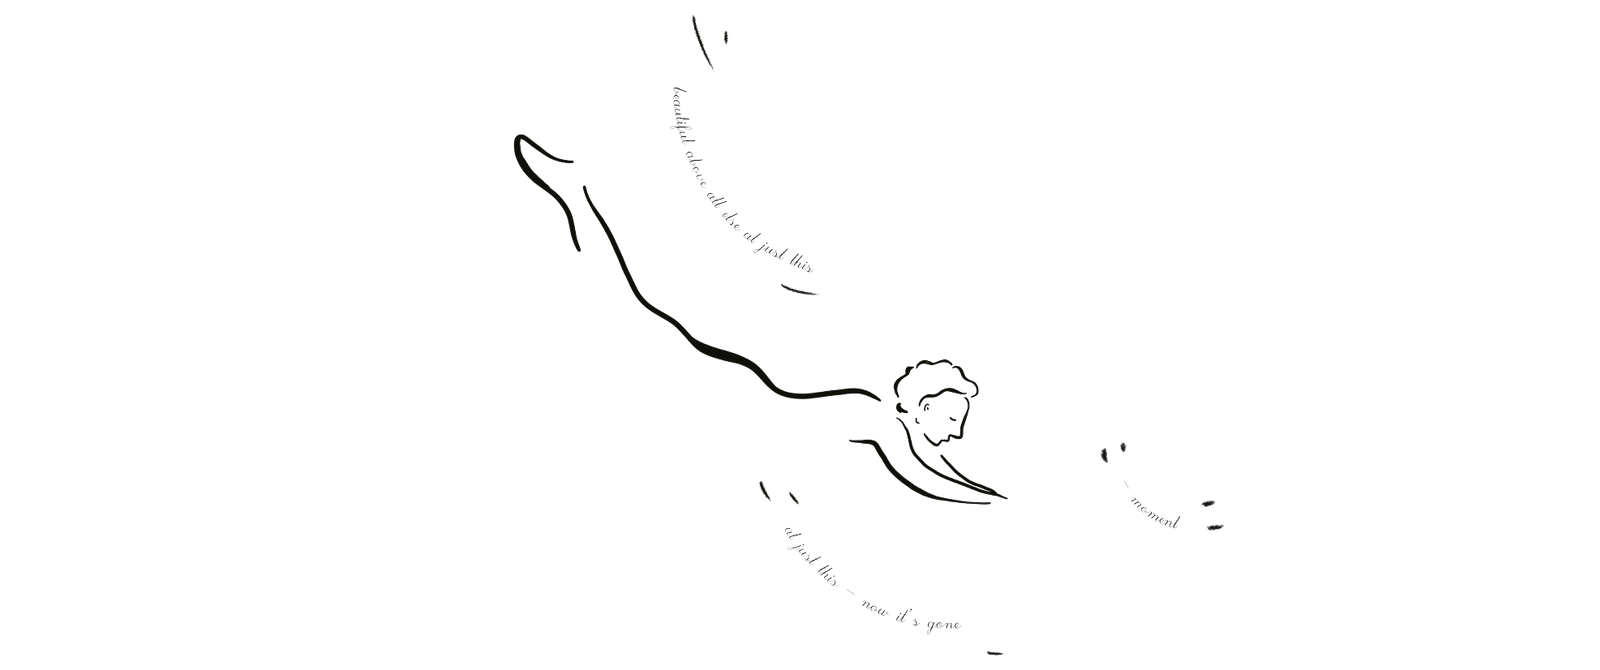 beautiful above all else at just this
at just this – now it's gone
– moment